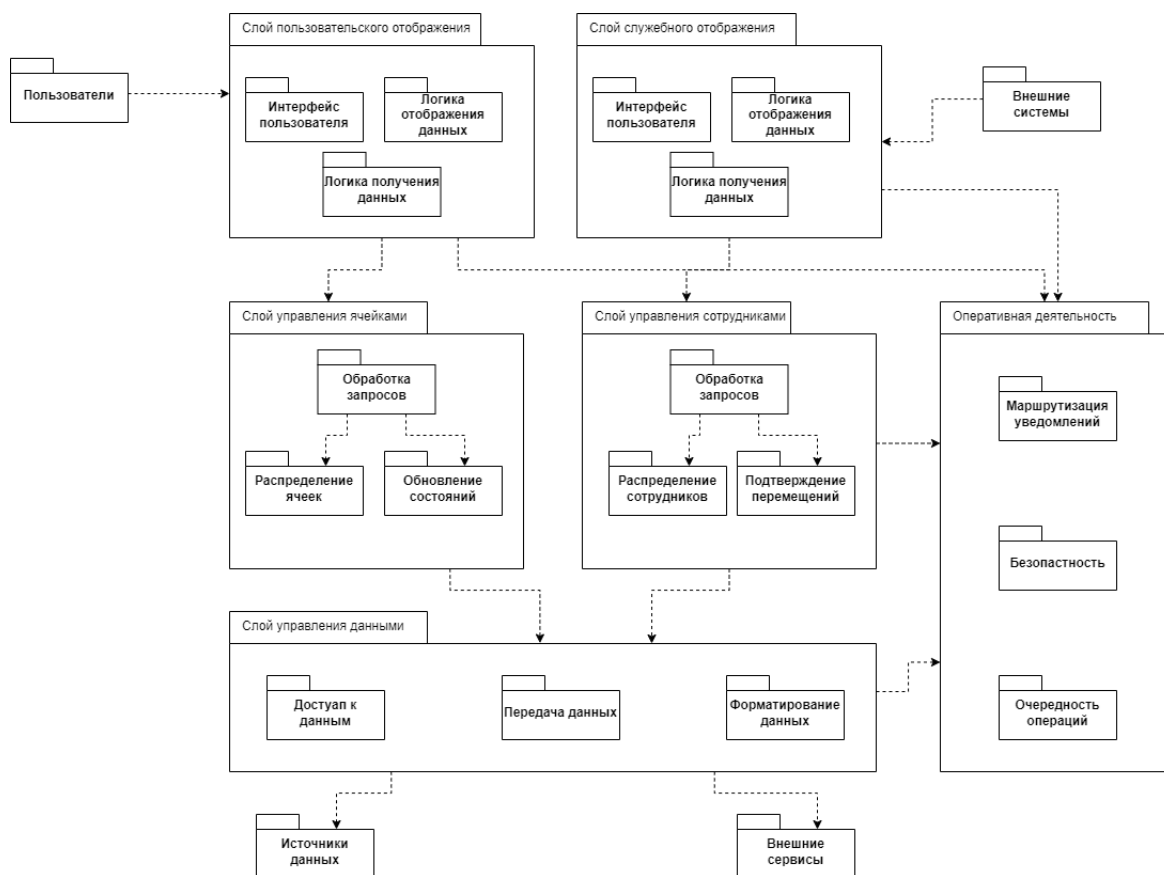 Слой пользовательского отображения
Слой служебного отображения
Пользователи
Интерфейс
пользователя
Логика
отображения
данных
Логика получения
данных
Интерфейс
пользователя
Логика
отображения
данных
Логика получения
данных
Внешние
системы
Слой управления ячейками
Слой управления сотрудниками
Оперативная деятельность
Обработка
запросов
Распределение
ячеек
Обновление
состояний
Обработка
запросов
Распределение
сотрудников
Подтверждение
перемещений
Маршрутизация
уведомлений
Безопастность
Очередность
операций
Слой управления данными
Достуап к
данным
Передача данных
Форматирование
данных
Источники
данных
Внешние
сервисы